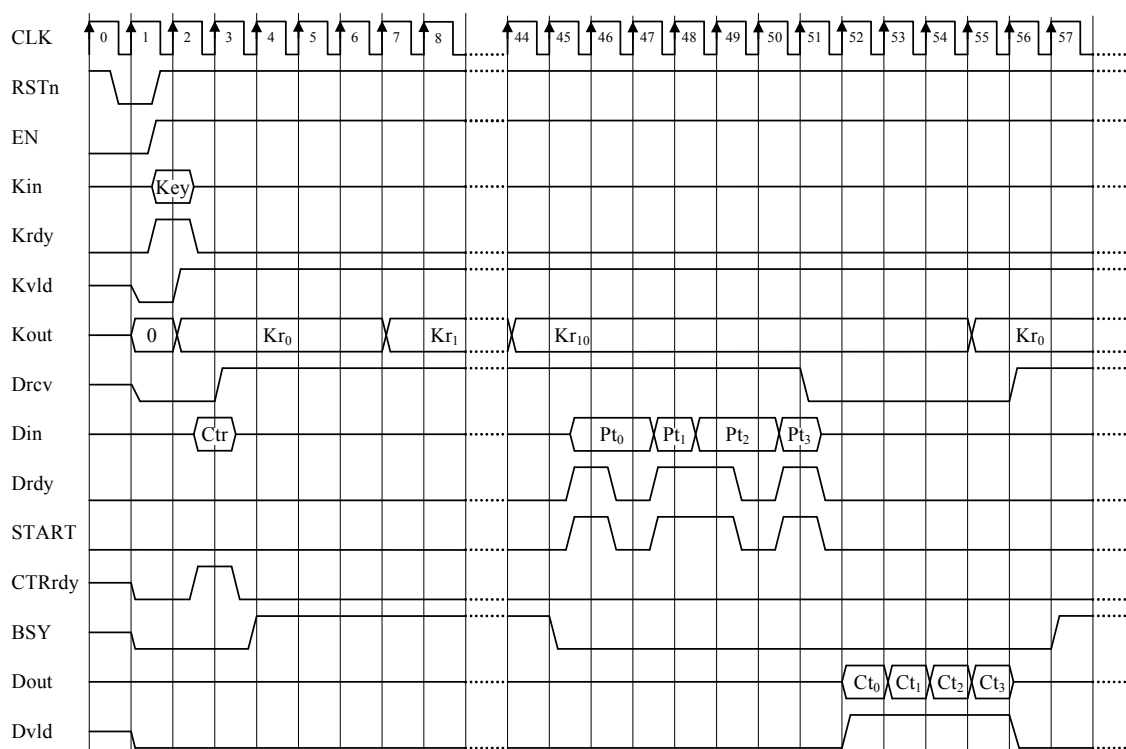 CLK 0 1 2 3 4 5 6 7 8 44 45 46 47 48 49 50 51 52 53 54 55 56 57
RSTn
EN
Kin Key
Krdy
Kvld
Kout 0 Kr₀ Kr₁ Kr₁₀ Kr₀
Drcv
Din Ctr Pt₀ Pt₁ Pt₂ Pt₃
Drdy
START
CTRrdy
BSY
Dout Ct₀ Ct₁ Ct₂ Ct₃
Dvld